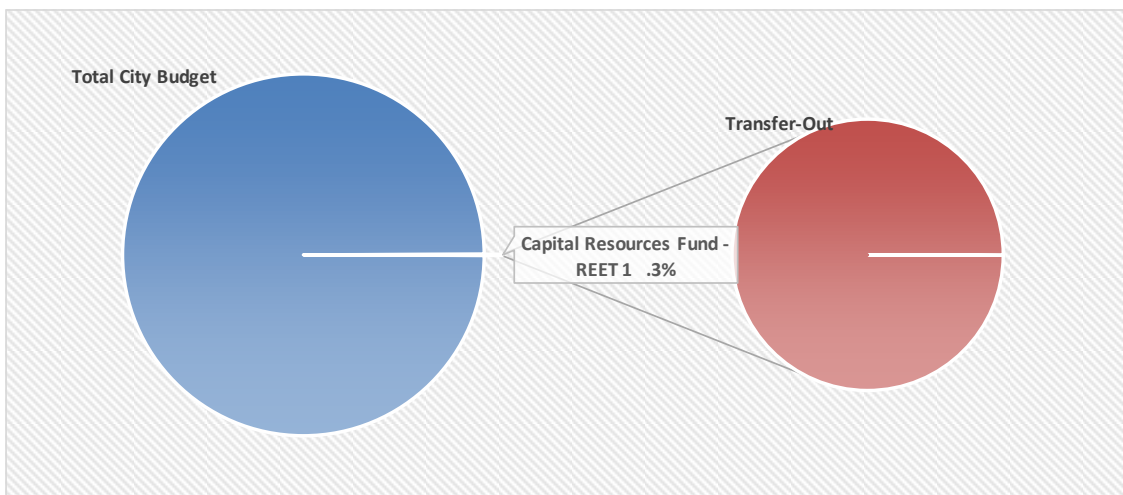 Total City Budget
Transfer-Out
Capital Resources Fund -
REET 1 .3%